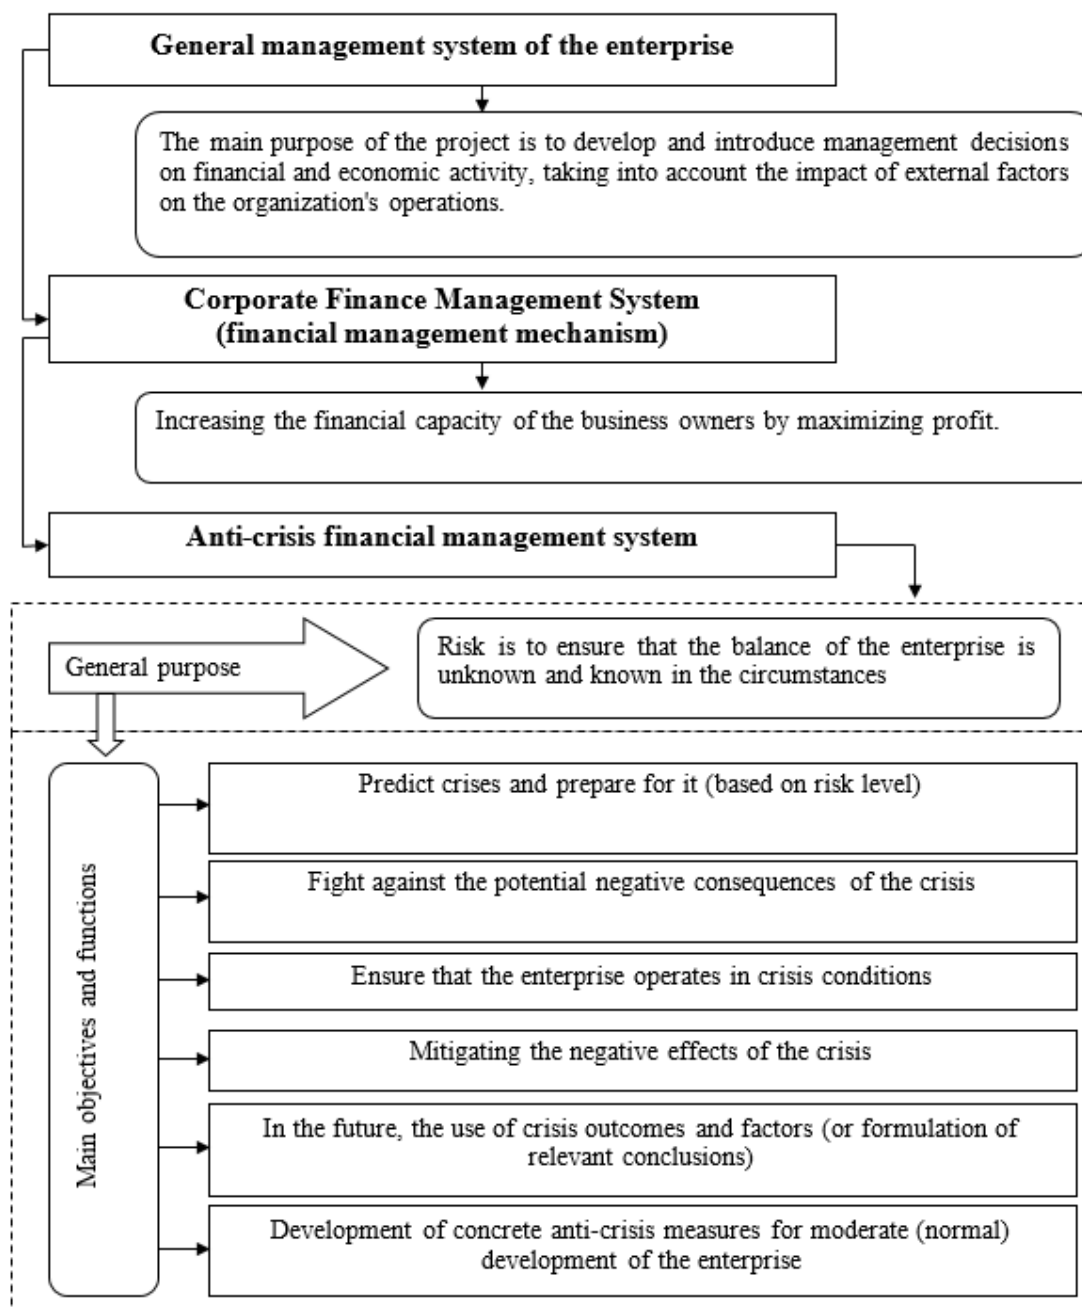 General management system of the enterprise
The main purpose of the project is to develop and introduce management decisions
on financial and economic activity, taking into account the impact of external factors
on the organization's operations.
Corporate Finance Management System
(financial management mechanism)
Increasing the financial capacity of the business owners by maximizing profit.
Anti-crisis financial management system
General purpose
Risk is to ensure that the balance of the enterprise is
unknown and known in the circumstances
Main objectives and functions
Predict crises and prepare for it (based on risk level)
Fight against the potential negative consequences of the crisis
Ensure that the enterprise operates in crisis conditions
Mitigating the negative effects of the crisis
In the future, the use of crisis outcomes and factors (or formulation of
relevant conclusions)
Development of concrete anti-crisis measures for moderate (normal)
development of the enterprise